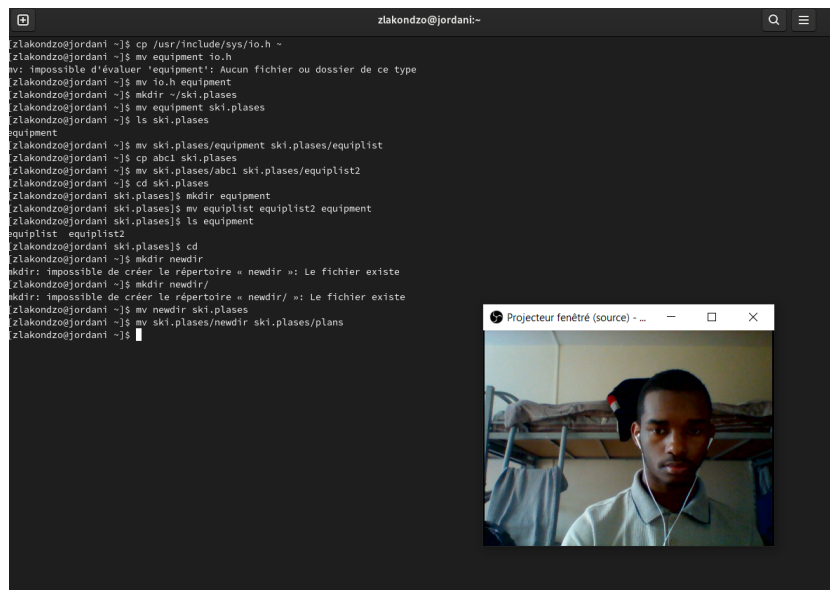 zlakondzo@jordani:~
[zlakondzo@jordani ~]$ cp /usr/include/sys/io.h ~
[zlakondzo@jordani ~]$ mv equipment io.h
mv: impossible d'évaluer 'equipment': Aucun fichier ou dossier de ce type
[zlakondzo@jordani ~]$ mv io.h equipment
[zlakondzo@jordani ~]$ mkdir ~/ski.plases
[zlakondzo@jordani ~]$ mv equipment ski.plases
[zlakondzo@jordani ~]$ ls ski.plases
equipment
[zlakondzo@jordani ~]$ mv ski.plases/equipment ski.plases/equiplist
[zlakondzo@jordani ~]$ cp abc1 ski.plases
[zlakondzo@jordani ~]$ mv ski.plases/abc1 ski.plases/equiplist2
[zlakondzo@jordani ~]$ cd ski.plases
[zlakondzo@jordani ski.plases]$ mkdir equipment
[zlakondzo@jordani ski.plases]$ mv equiplist equiplist2 equipment
[zlakondzo@jordani ski.plases]$ ls equipment
equiplist  equiplist2
[zlakondzo@jordani ski.plases]$ cd
[zlakondzo@jordani ~]$ mkdir newdir
mkdir: impossible de créer le répertoire « newdir »: Le fichier existe
[zlakondzo@jordani ~]$ mkdir newdir/
mkdir: impossible de créer le répertoire « newdir/ »: Le fichier existe
[zlakondzo@jordani ~]$ mv newdir ski.plases
[zlakondzo@jordani ~]$ mv ski.plases/newdir ski.plases/plans
[zlakondzo@jordani ~]$
Projecteur fenêtré (source) - ...